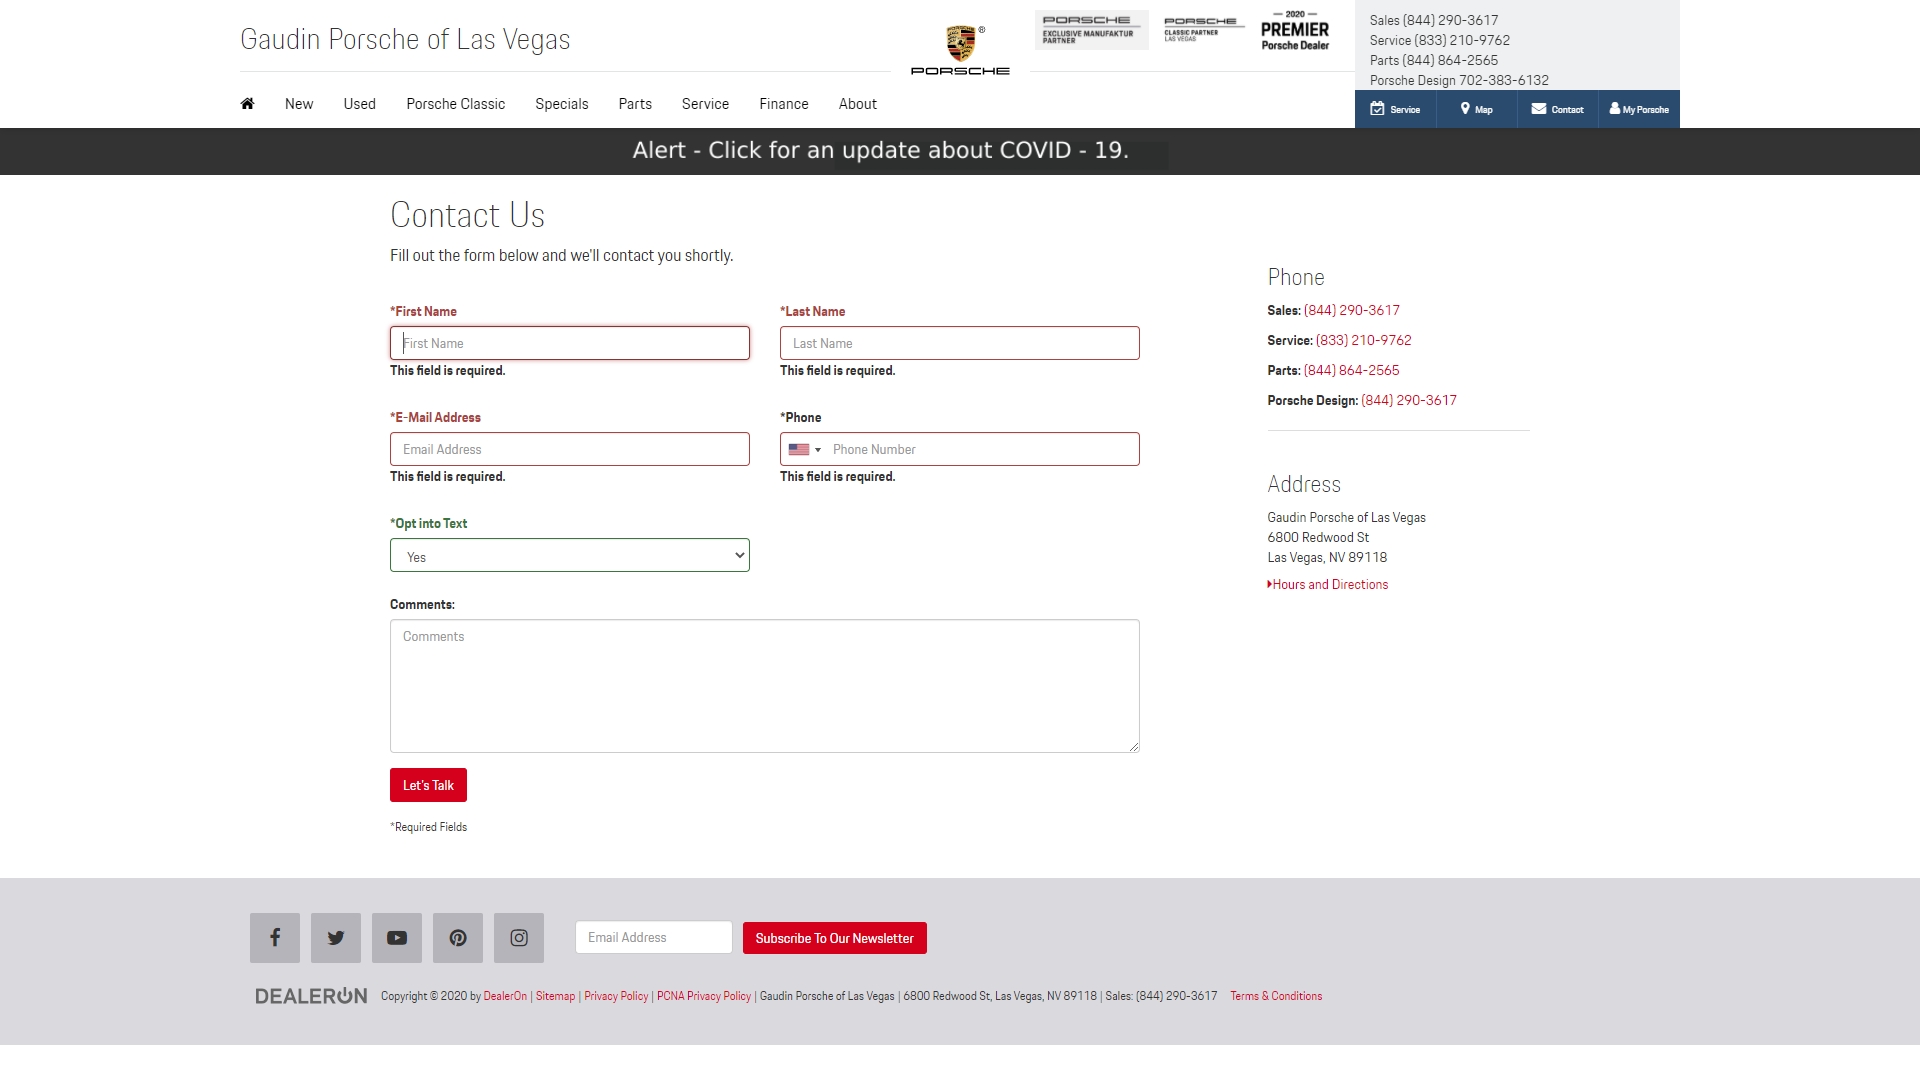 Gaudin Porsche of Las Vegas
®
PORSCHE
PORSCHE
EXCLUSIVE MANUFAKTUR
PARTNER
PORSCHE
CLASSIC PARTNER
LAS VEGAS
2020
PREMIER
Porsche Dealer
Sales (844) 290-3617
Service (833) 210-9762
Parts (844) 864-2565
Porsche Design 702-383-6132
New Used Porsche Classic Specials Parts Service Finance About
Service Map Contact My Porsche
Alert - Click for an update about COVID - 19.
Contact Us
Fill out the form below and we'll contact you shortly.
*First Name
First Name
This field is required.
*Last Name
Last Name
This field is required.
*E-Mail Address
Email Address
This field is required.
*Phone
Phone Number
This field is required.
*Opt into Text
Yes
Comments:
Comments
Let's Talk
*Required Fields
Phone
Sales: (844) 290-3617
Service: (833) 210-9762
Parts: (844) 864-2565
Porsche Design: (844) 290-3617
Address
Gaudin Porsche of Las Vegas
6800 Redwood St
Las Vegas, NV 89118
Hours and Directions
Email Address
Subscribe To Our Newsletter
DEALERON Copyright © 2020 by DealerOn | Sitemap | Privacy Policy | PCNA Privacy Policy | Gaudin Porsche of Las Vegas | 6800 Redwood St, Las Vegas, NV 89118 | Sales: (844) 290-3617 Terms & Conditions